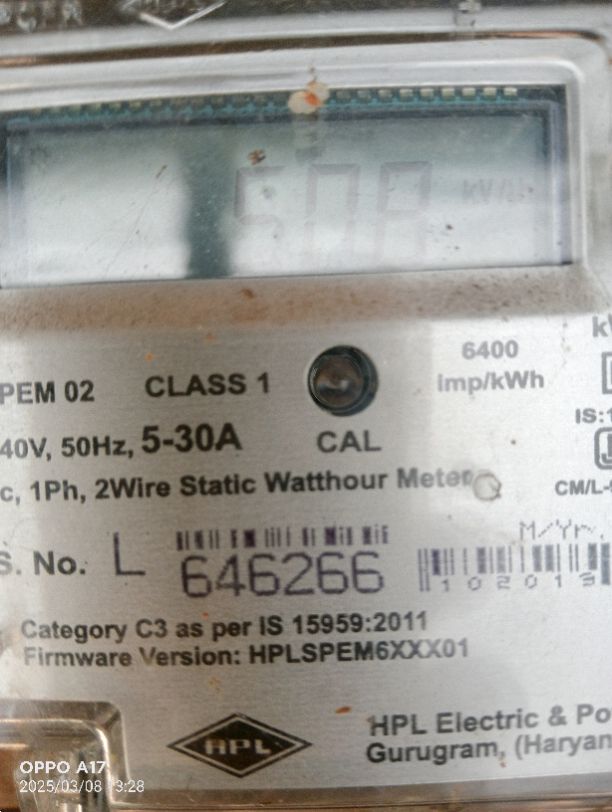 508 kWh
6400
imp/kWh
PEM 02 CLASS 1
40V, 50Hz, 5-30A CAL
IS:1
c, 1Ph, 2Wire Static Watthour Meter
CM/L-
M/Yr.
S. No. L 646266
102013
Category C3 as per IS 15959:2011
Firmware Version: HPLSPEM6XXX01
HPL
HPL Electric & Po
Gurugram, (Haryan
OPPO A17
2025/03/08 13:28